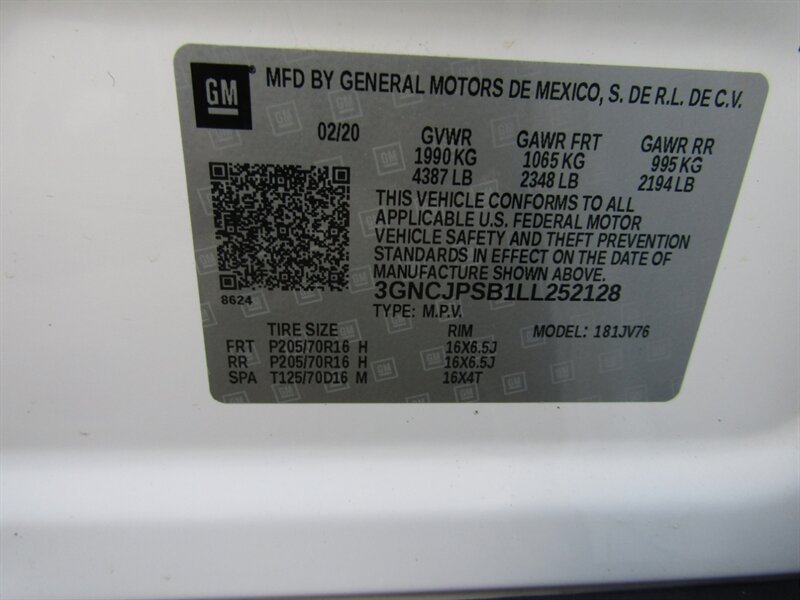 GM
MFD BY GENERAL MOTORS DE MEXICO, S. DE R.L. DE C.V.
02/20 GVWR GAWR FRT GAWR RR
1990 KG 1065 KG 995 KG
4387 LB 2348 LB 2194 LB
THIS VEHICLE CONFORMS TO ALL
APPLICABLE U.S. FEDERAL MOTOR
VEHICLE SAFETY AND THEFT PREVENTION
STANDARDS IN EFFECT ON THE DATE OF
MANUFACTURE SHOWN ABOVE.
8624 3GNCJPSB1LL252128
TYPE: M.P.V.
TIRE SIZE RIM MODEL: 181JV76
FRT P205/70R16 H 16X6.5J
RR P205/70R16 H 16X6.5J
SPA T125/70D16 M 16X4T